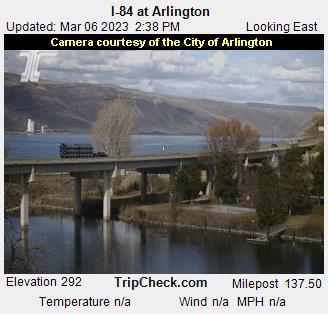 I-84 at Arlington
Updated: Mar 06 2023 2:38 PM Looking East
Camera courtesy of the City of Arlington
Elevation 292 TripCheck.com Milepost 137.50
Temperature n/a Wind n/a MPH n/a